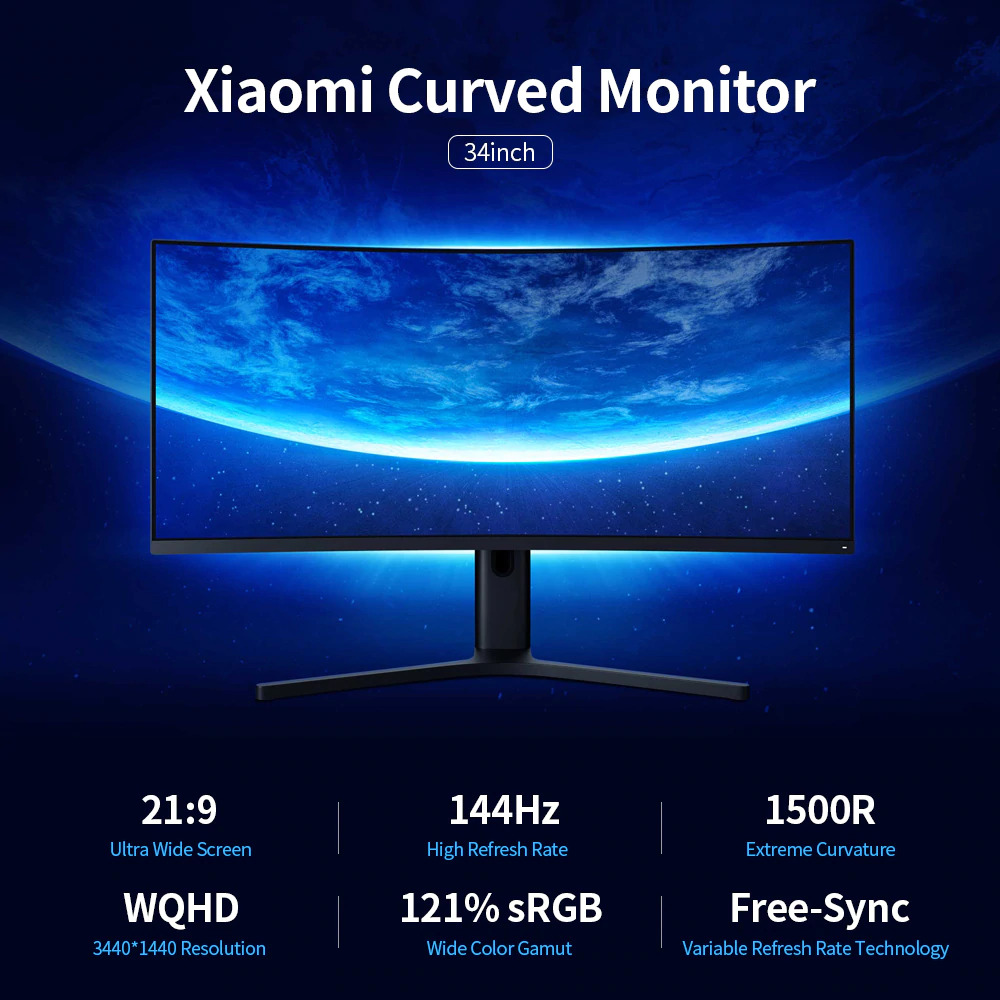 Xiaomi Curved Monitor
34inch
21:9
Ultra Wide Screen
144Hz
High Refresh Rate
1500R
Extreme Curvature
WQHD
3440*1440 Resolution
121% sRGB
Wide Color Gamut
Free-Sync
Variable Refresh Rate Technology